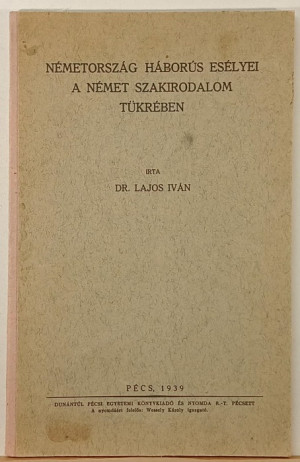 NÉMETORSZÁG HÁBORÚS ESÉLYEI
A NÉMET SZAKIRODALOM
TÜKRÉBEN
IRTA
DR. LAJOS IVÁN
PÉCS, 1939
DUNÁNTÚL PÉCSI EGYETEMI KÖNYVKIADÓ ÉS NYOMDA R.-T. PÉCSETT
A nyomdáért felelős: Wessely Károly igazgató.